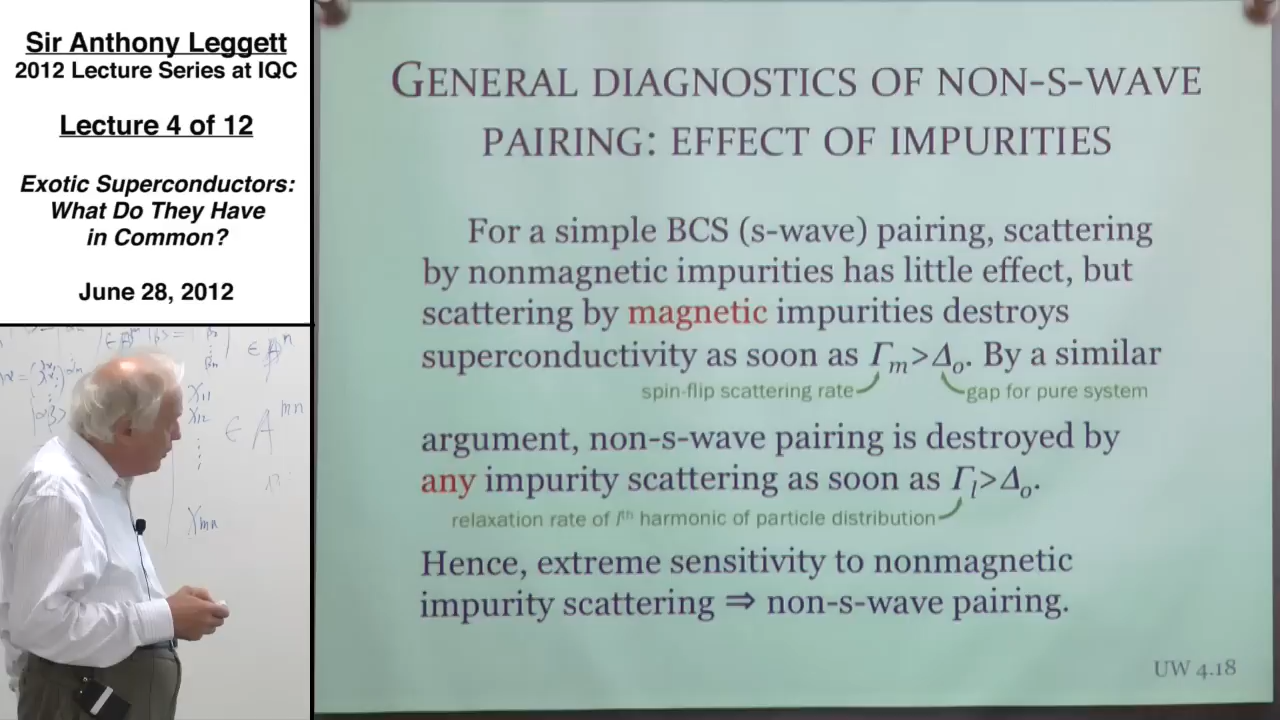 Sir Anthony Leggett
2012 Lecture Series at IQC
Lecture 4 of 12
Exotic Superconductors:
What Do They Have
in Common?
June 28, 2012
GENERAL DIAGNOSTICS OF NON-S-WAVE
PAIRING: EFFECT OF IMPURITIES
For a simple BCS (s-wave) pairing, scattering
by nonmagnetic impurities has little effect, but
scattering by magnetic impurities destroys
superconductivity as soon as Γm>Δo. By a similar
spin-flip scattering rate gap for pure system
argument, non-s-wave pairing is destroyed by
any impurity scattering as soon as Γl>Δo.
relaxation rate of lth harmonic of particle distribution
Hence, extreme sensitivity to nonmagnetic
impurity scattering ⇒ non-s-wave pairing.
UW 4.18